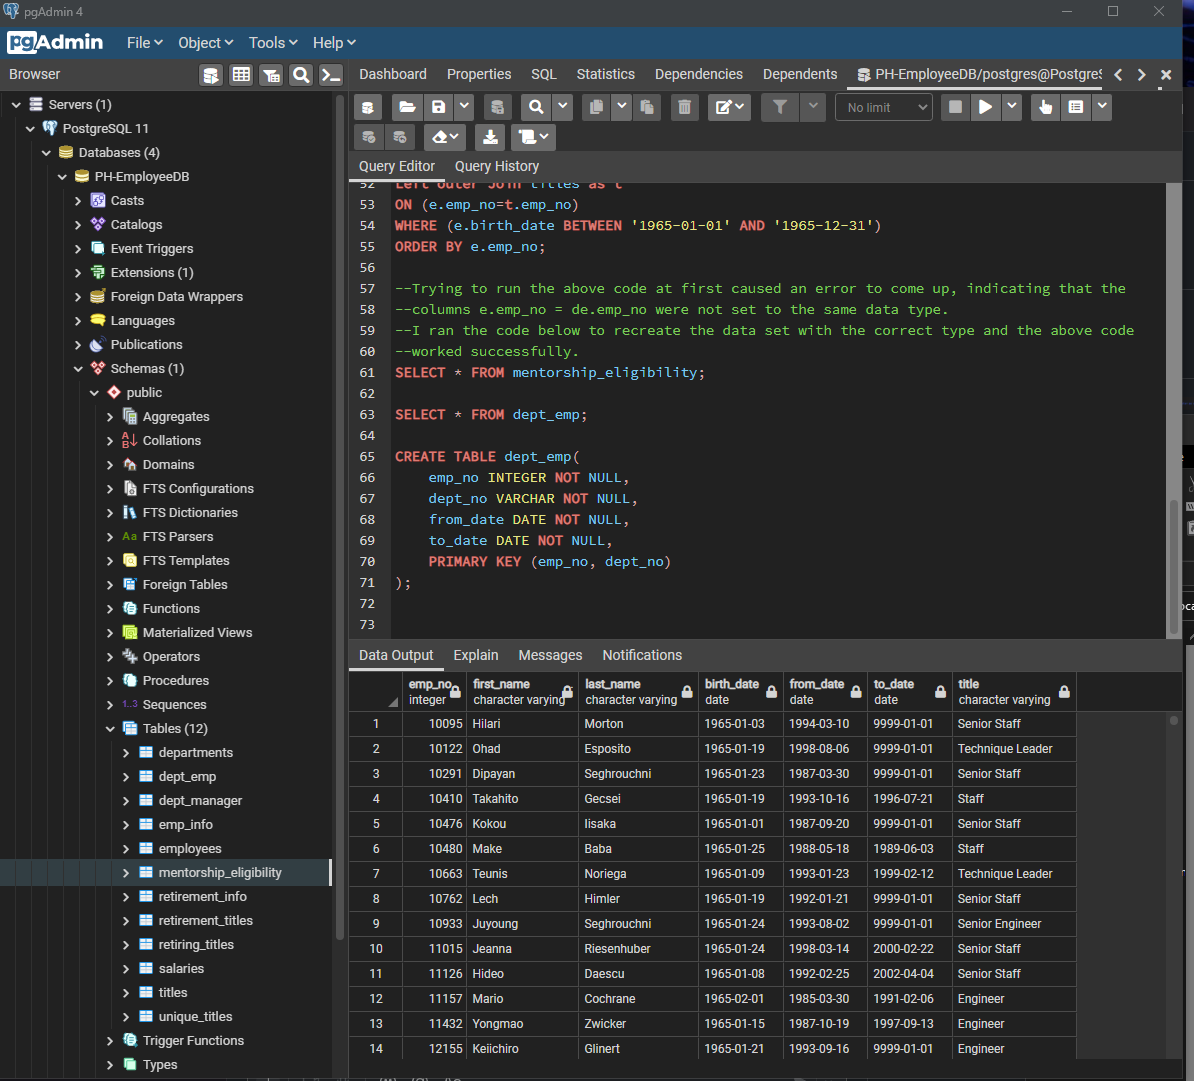 pgAdmin 4
pgAdmin File Object Tools Help
Browser
Dashboard Properties SQL Statistics Dependencies Dependents PH-EmployeeDB/postgres@PostgreS
No limit
Servers (1)
PostgreSQL 11
Databases (4)
PH-EmployeeDB
Casts
Catalogs
Event Triggers
Extensions (1)
Foreign Data Wrappers
Languages
Publications
Schemas (1)
public
Aggregates
Collations
Domains
FTS Configurations
FTS Dictionaries
Aa FTS Parsers
FTS Templates
Foreign Tables
Functions
Materialized Views
Operators
Procedures
1..3 Sequences
Tables (12)
departments
dept_emp
dept_manager
emp_info
employees
mentorship_eligibility
retirement_info
retirement_titles
retiring_titles
salaries
titles
unique_titles
Trigger Functions
Types
Query Editor Query History
52 Left outer Join titles as t
53 ON (e.emp_no=t.emp_no)
54 WHERE (e.birth_date BETWEEN '1965-01-01' AND '1965-12-31')
55 ORDER BY e.emp_no;
56
57 --Trying to run the above code at first caused an error to come up, indicating that the
58 --columns e.emp_no = de.emp_no were not set to the same data type.
59 --I ran the code below to recreate the data set with the correct type and the above code
60 --worked successfully.
61 SELECT * FROM mentorship_eligibility;
62
63 SELECT * FROM dept_emp;
64
65 CREATE TABLE dept_emp(
66 emp_no INTEGER NOT NULL,
67 dept_no VARCHAR NOT NULL,
68 from_date DATE NOT NULL,
69 to_date DATE NOT NULL,
70 PRIMARY KEY (emp_no, dept_no)
71 );
72
73
Data Output Explain Messages Notifications
emp_no first_name last_name birth_date from_date to_date title
integer character varying character varying date date date character varying
1 10095 Hilari Morton 1965-01-03 1994-03-10 9999-01-01 Senior Staff
2 10122 Ohad Esposito 1965-01-19 1998-08-06 9999-01-01 Technique Leader
3 10291 Dipayan Seghrouchni 1965-01-23 1987-03-30 9999-01-01 Senior Staff
4 10410 Takahito Gecsei 1965-01-19 1993-10-16 1996-07-21 Staff
5 10476 Kokou Iisaka 1965-01-01 1987-09-20 9999-01-01 Senior Staff
6 10480 Make Baba 1965-01-25 1988-05-18 1989-06-03 Staff
7 10663 Teunis Noriega 1965-01-09 1993-01-23 1999-02-12 Technique Leader
8 10762 Lech Himler 1965-01-19 1992-01-21 9999-01-01 Senior Staff
9 10933 Juyoung Seghrouchni 1965-01-24 1993-08-02 9999-01-01 Senior Engineer
10 11015 Jeanna Riesenhuber 1965-01-24 1998-03-14 2000-02-22 Senior Staff
11 11126 Hideo Daescu 1965-01-08 1992-02-25 2002-04-04 Senior Staff
12 11157 Mario Cochrane 1965-02-01 1985-03-30 1991-02-06 Engineer
13 11432 Yongmao Zwicker 1965-01-15 1987-10-19 1997-09-13 Engineer
14 12155 Keiichiro Glinert 1965-01-21 1993-09-16 9999-01-01 Engineer